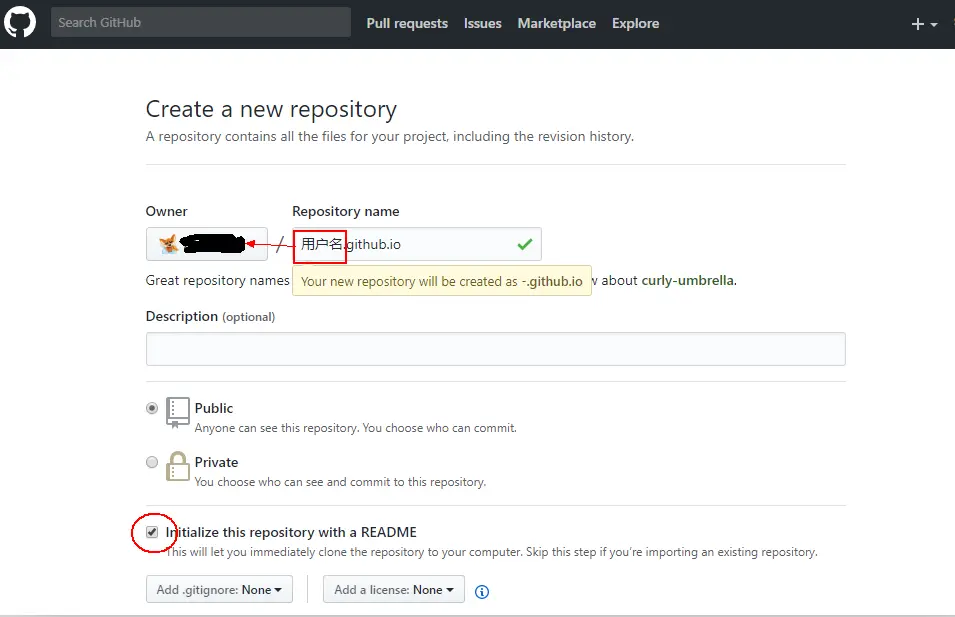 Search GitHub Pull requests Issues Marketplace Explore
Create a new repository
A repository contains all the files for your project, including the revision history.
Owner Repository name
/ 用户名.github.io
Great repository names about curly-umbrella.
Your new repository will be created as -.github.io
Description (optional)
Public
Anyone can see this repository. You choose who can commit.
Private
You choose who can see and commit to this repository.
Initialize this repository with a README
This will let you immediately clone the repository to your computer. Skip this step if you're importing an existing repository.
Add .gitignore: None Add a license: None